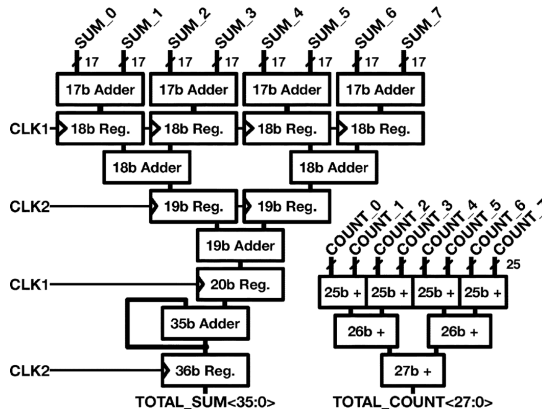 SUM_0 SUM_1 SUM_2 SUM_3 SUM_4 SUM_5 SUM_6 SUM_7
17 17 17 17 17 17 17 17
17b Adder 17b Adder 17b Adder 17b Adder
CLK1 18b Reg. 18b Reg. 18b Reg. 18b Reg.
18b Adder 18b Adder
CLK2 19b Reg. 19b Reg.
19b Adder
CLK1 20b Reg.
35b Adder
CLK2 36b Reg.
TOTAL_SUM<35:0>
COUNT_0 COUNT_1 COUNT_2 COUNT_3 COUNT_4 COUNT_5 COUNT_6 COUNT_7
25
25b + 25b + 25b + 25b +
26b + 26b +
27b +
TOTAL_COUNT<27:0>